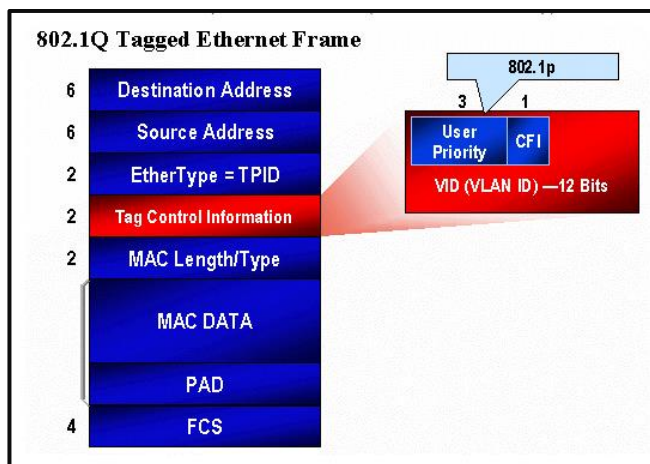 802.1Q Tagged Ethernet Frame
802.1p
6 Destination Address
3 1
6 Source Address
User Priority
CFI
2 EtherType = TPID
VID (VLAN ID) —12 Bits
2 Tag Control Information
2 MAC Length/Type
MAC DATA
PAD
4 FCS